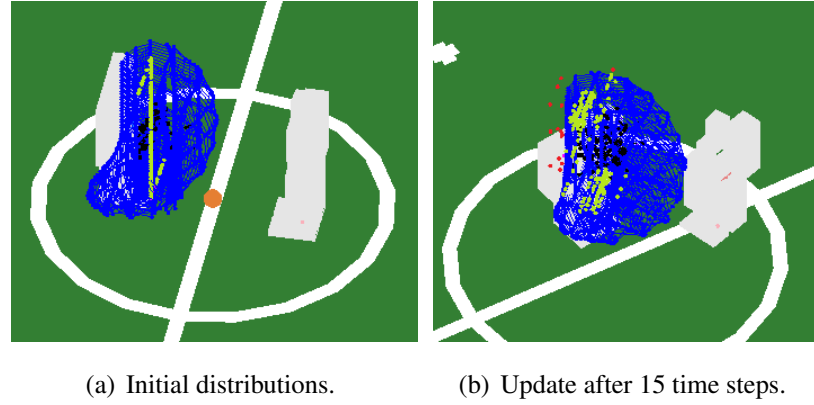 (a) Initial distributions.
(b) Update after 15 time steps.